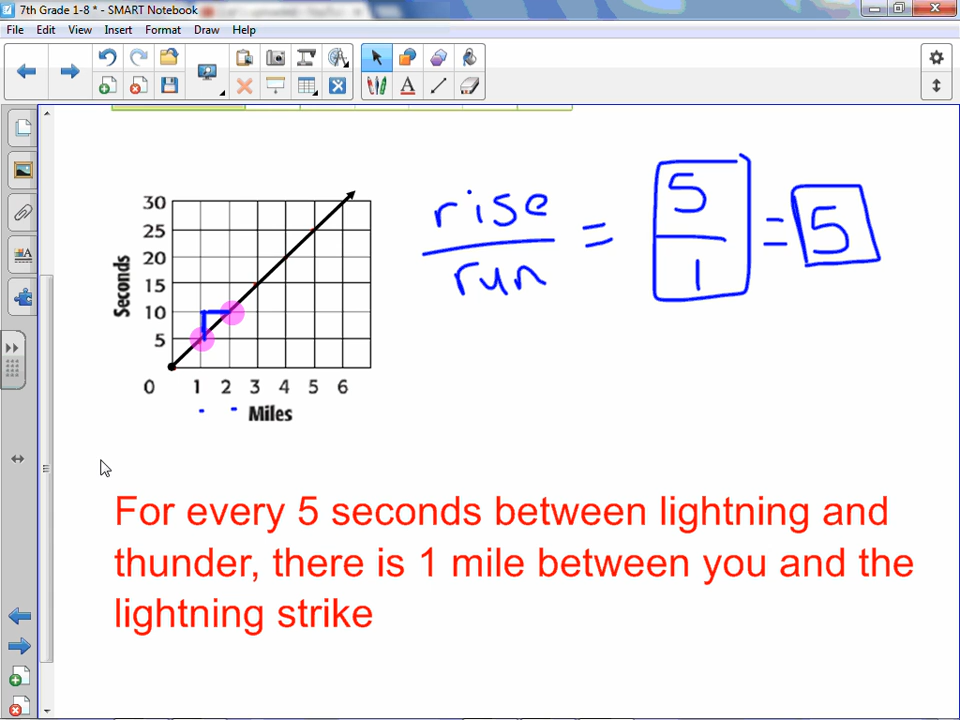 7th Grade 1-8 * - SMART Notebook
File Edit View Insert Format Draw Help
30
25
20
15
10
5
Seconds
0 1 2 3 4 5 6
Miles
rise
run
=
5
1
= 5
For every 5 seconds between lightning and
thunder, there is 1 mile between you and the
lightning strike